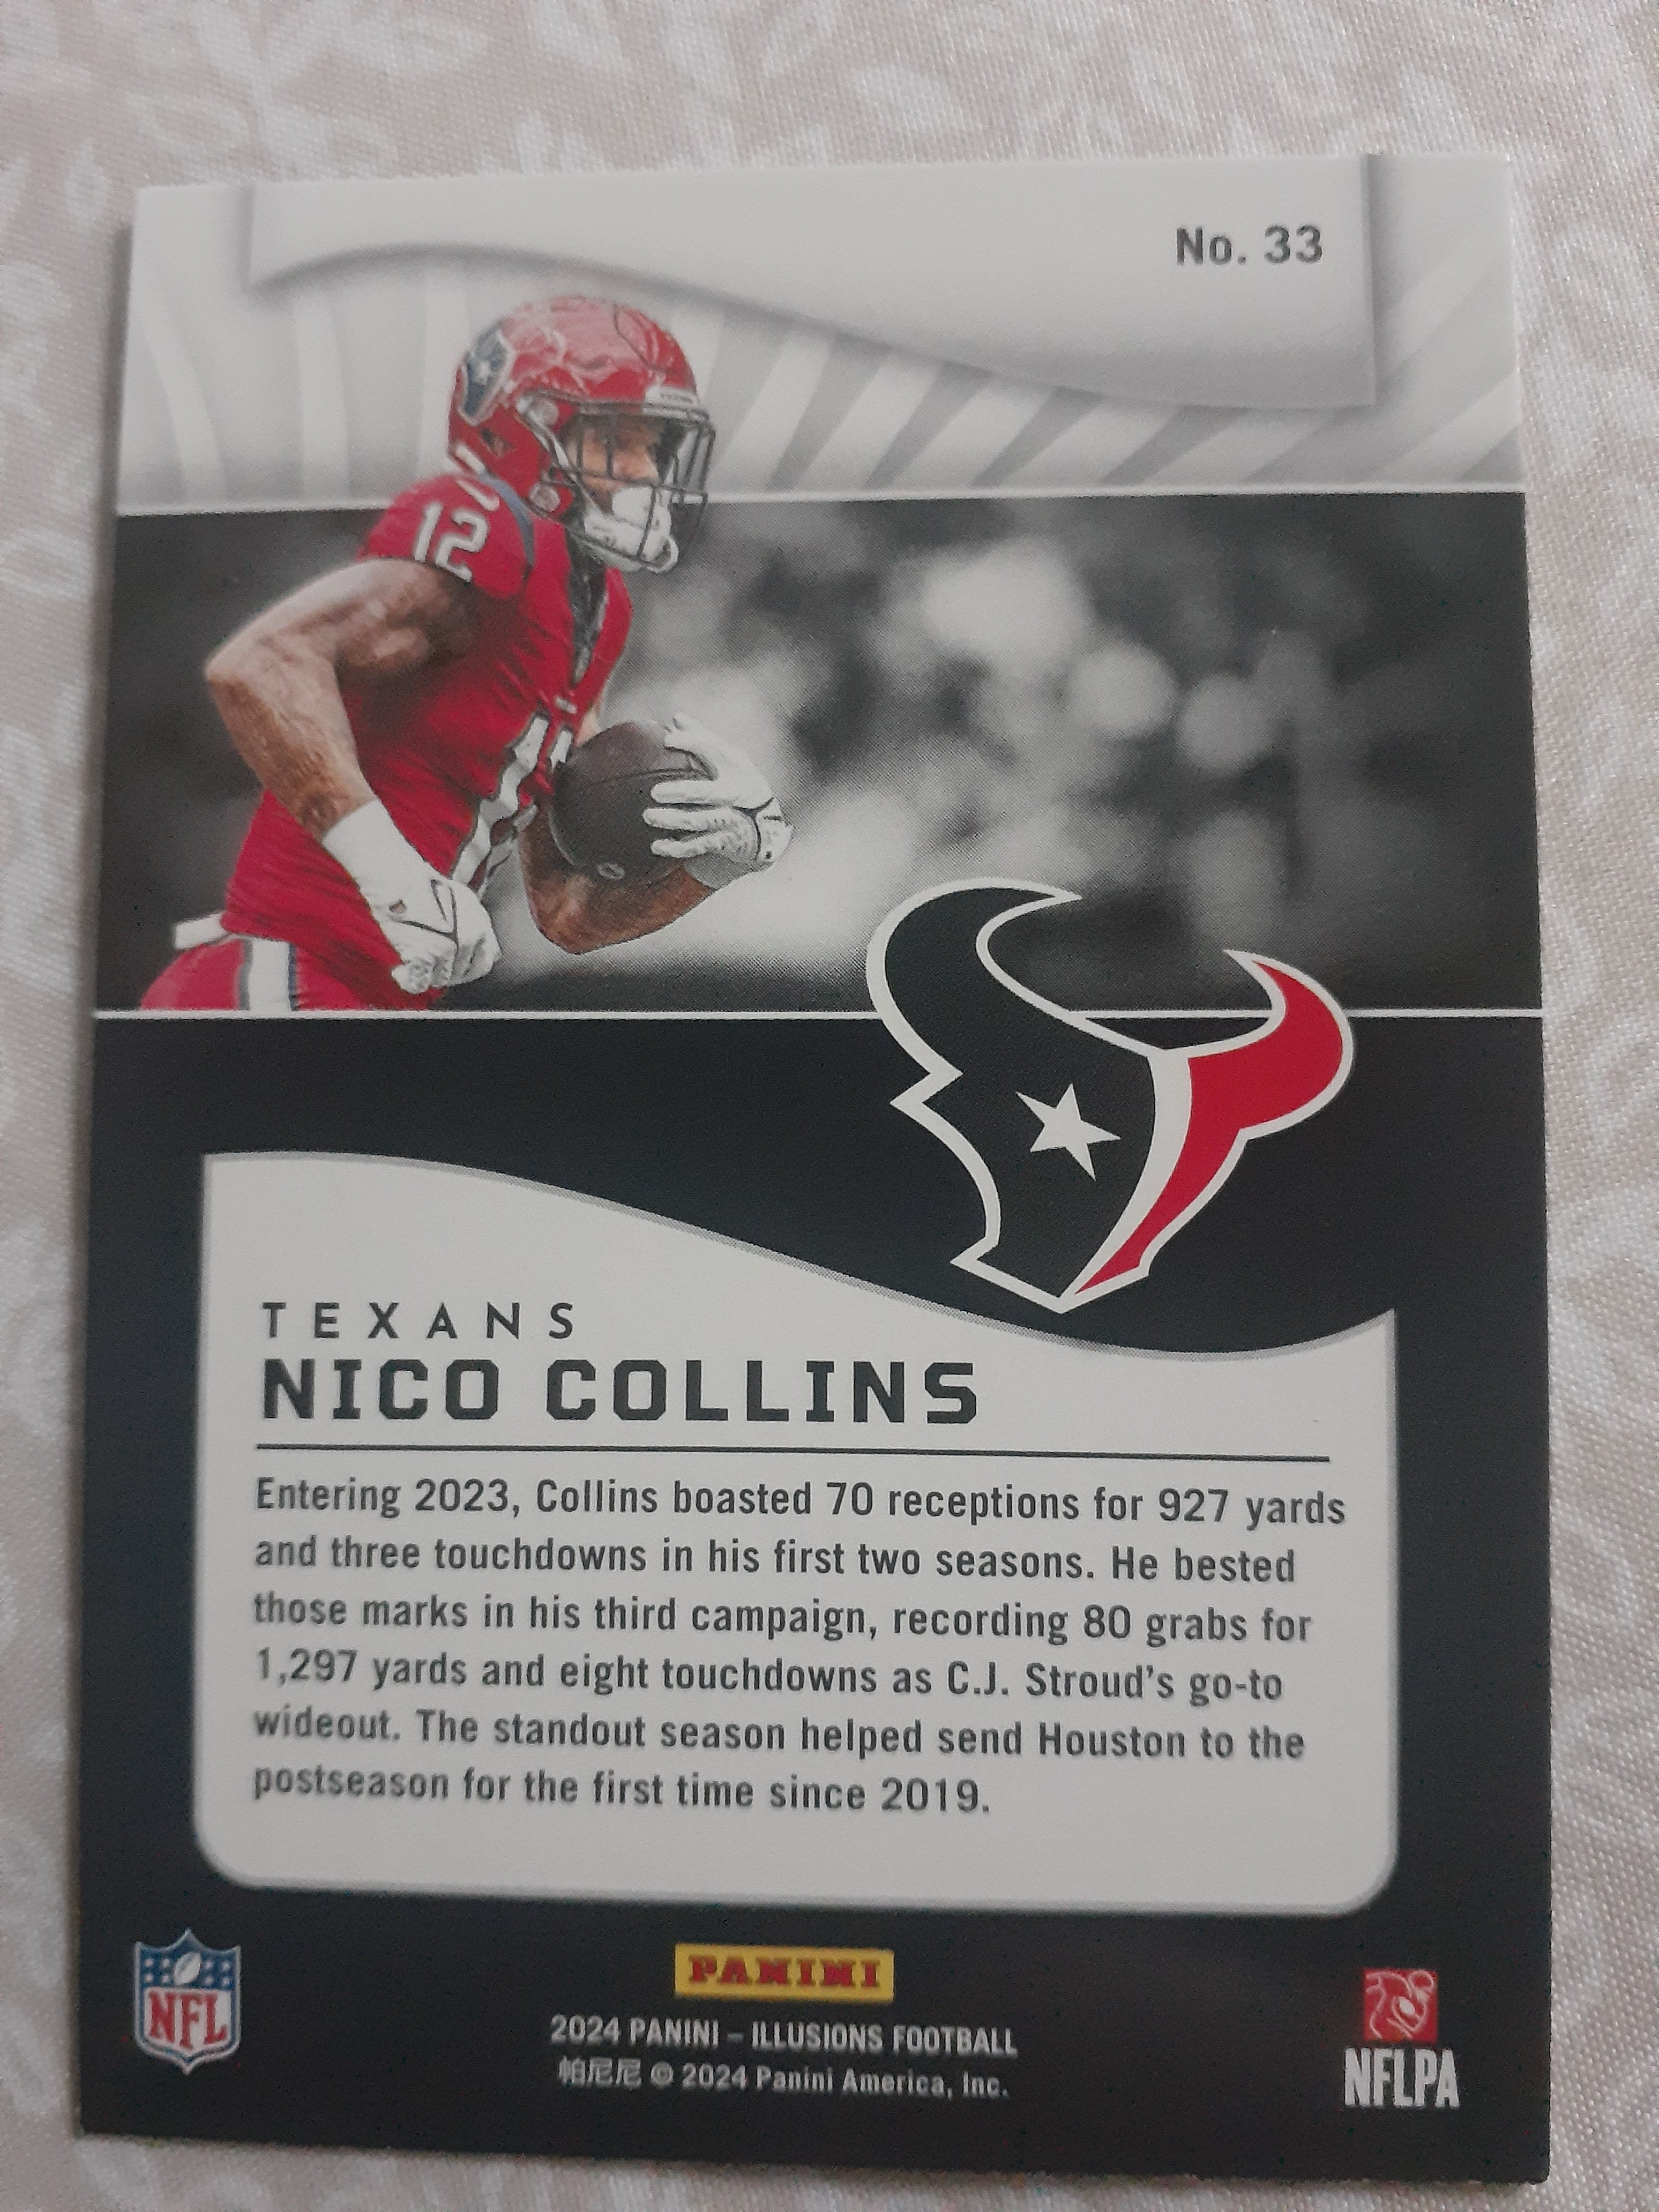 No. 33
12
TEXANS
NICO COLLINS
Entering 2023, Collins boasted 70 receptions for 927 yards
and three touchdowns in his first two seasons. He bested
those marks in his third campaign, recording 80 grabs for
1,297 yards and eight touchdowns as C.J. Stroud's go-to
wideout. The standout season helped send Houston to the
postseason for the first time since 2019.
NFL
PANINI
2024 PANINI – ILLUSIONS FOOTBALL
帕尼尼 © 2024 Panini America, Inc.
NFLPA